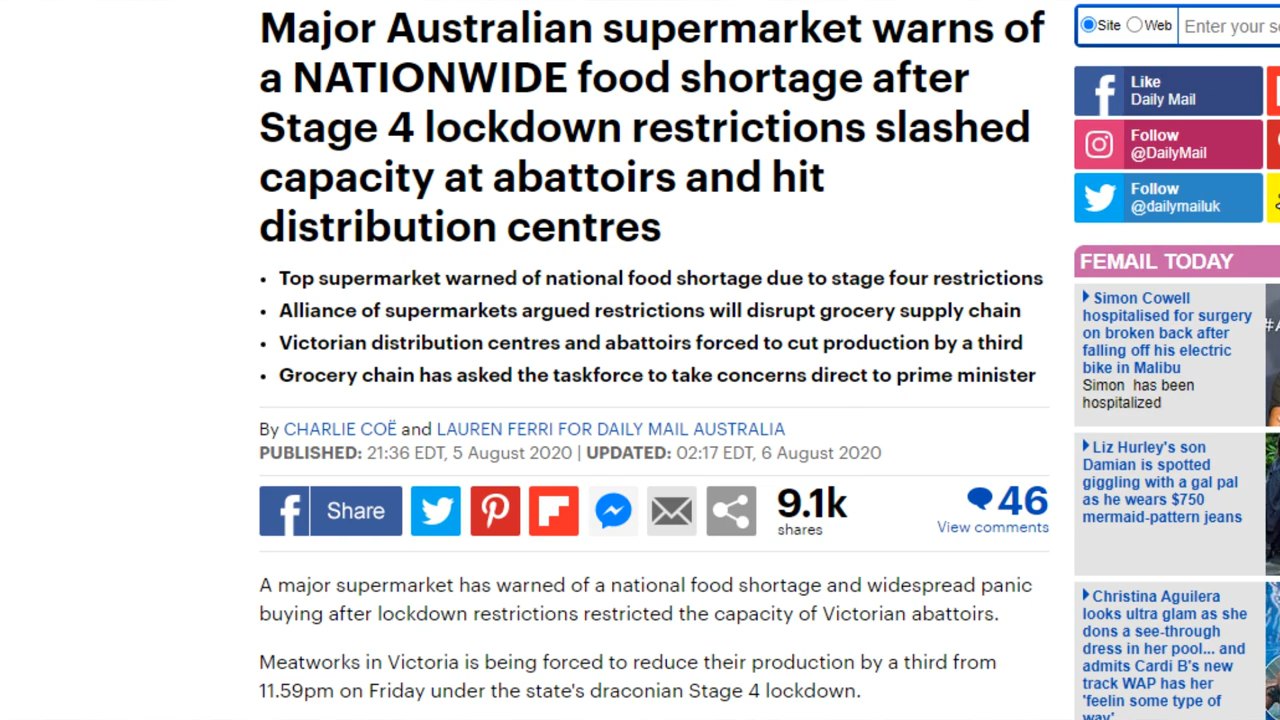 Major Australian supermarket warns of
a NATIONWIDE food shortage after
Stage 4 lockdown restrictions slashed
capacity at abattoirs and hit
distribution centres
• Top supermarket warned of national food shortage due to stage four restrictions
• Alliance of supermarkets argued restrictions will disrupt grocery supply chain
• Victorian distribution centres and abattoirs forced to cut production by a third
• Grocery chain has asked the taskforce to take concerns direct to prime minister
By CHARLIE COË and LAUREN FERRI FOR DAILY MAIL AUSTRALIA
PUBLISHED: 21:36 EDT, 5 August 2020 | UPDATED: 02:17 EDT, 6 August 2020
Share
9.1k
shares
46
View comments
A major supermarket has warned of a national food shortage and widespread panic
buying after lockdown restrictions restricted the capacity of Victorian abattoirs.
Meatworks in Victoria is being forced to reduce their production by a third from
11.59pm on Friday under the state's draconian Stage 4 lockdown.
Site Web Enter your
Like
Daily Mail
Follow
@DailyMail
Follow
@dailymailuk
FEMAIL TODAY
Simon Cowell
hospitalised for surgery
on broken back after
falling off his electric
bike in Malibu
Simon has been
hospitalized
Liz Hurley's son
Damian is spotted
giggling with a gal pal
as he wears $750
mermaid-pattern jeans
Christina Aguilera
looks ultra glam as she
dons a see-through
dress in her pool... and
admits Cardi B's new
track WAP has her
'feelin some type of
way'